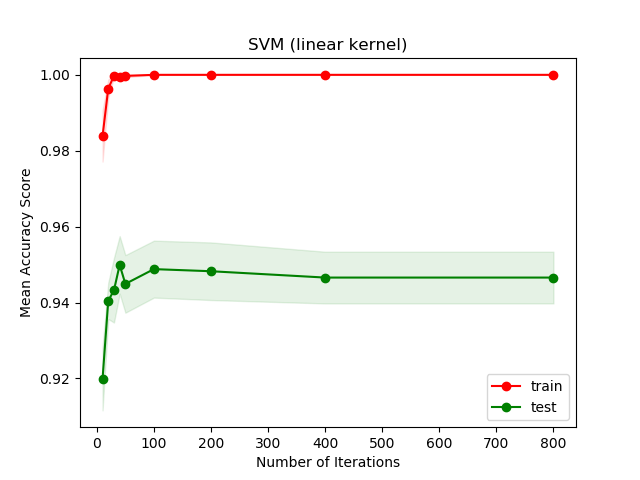 SVM (linear kernel)
Mean Accuracy Score
1.00
0.98
0.96
0.94
0.92
0 100 200 300 400 500 600 700 800
Number of Iterations
train
test